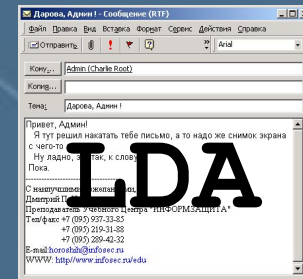 Дарова, Админ ! - Сообщение (RTF)
Файл Правка Вид Вставка Формат Сервис Действия Справка
Отправить Arial
Кому... Admin (Charlie Root)
Копия...
Тема: Дарова, Админ !
Привет, Админ!
Я тут решил накатать тебе письмо, а то надо же снимок экрана
с чего-то
Ну ладно, так, к слову
Пока.
LDA
С наилучшими пожеланиями,
Дмитрий
Преподаватель Учебного Центра "ИНФОРМЗАЩИТА"
Тел/факс +7 (095) 937-33-85
+7 (095) 219-31-88
+7 (095) 289-42-32
E-mail:horoshih@infosec.ru
WWW: http//www.infosec.ru/edu